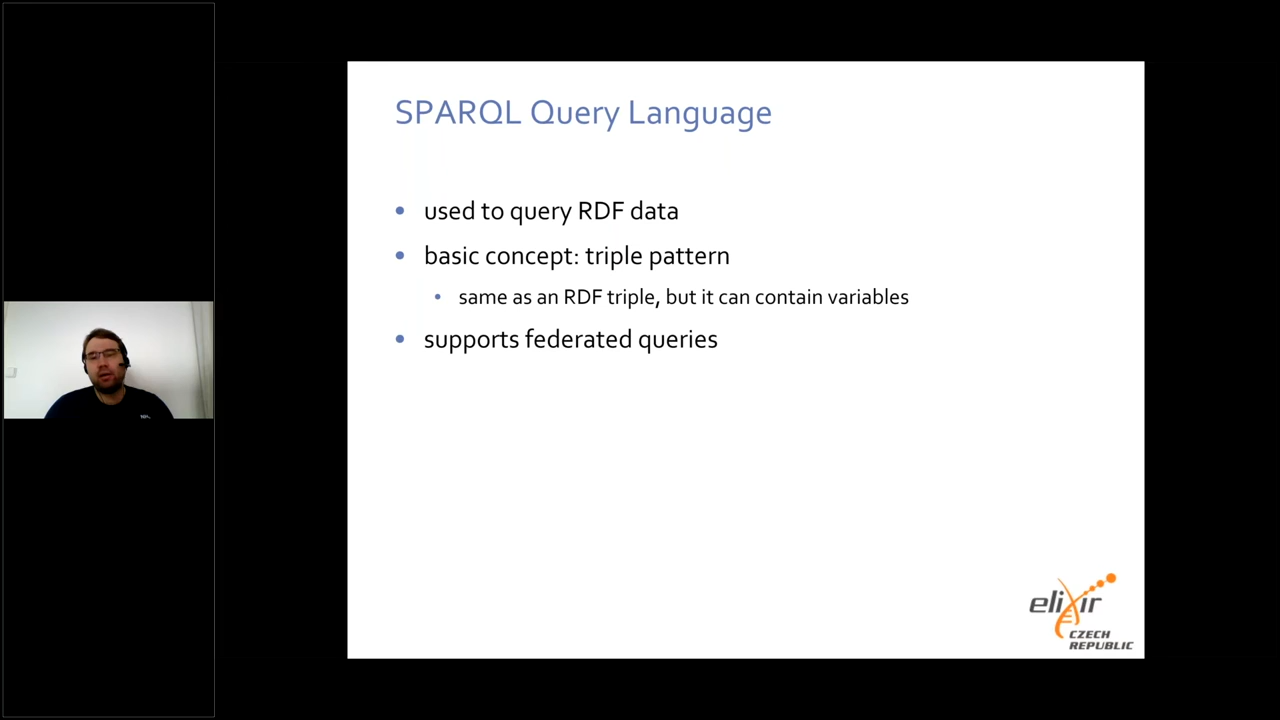 SPARQL Query Language
used to query RDF data
basic concept: triple pattern
same as an RDF triple, but it can contain variables
supports federated queries
elixir
CZECH
REPUBLIC